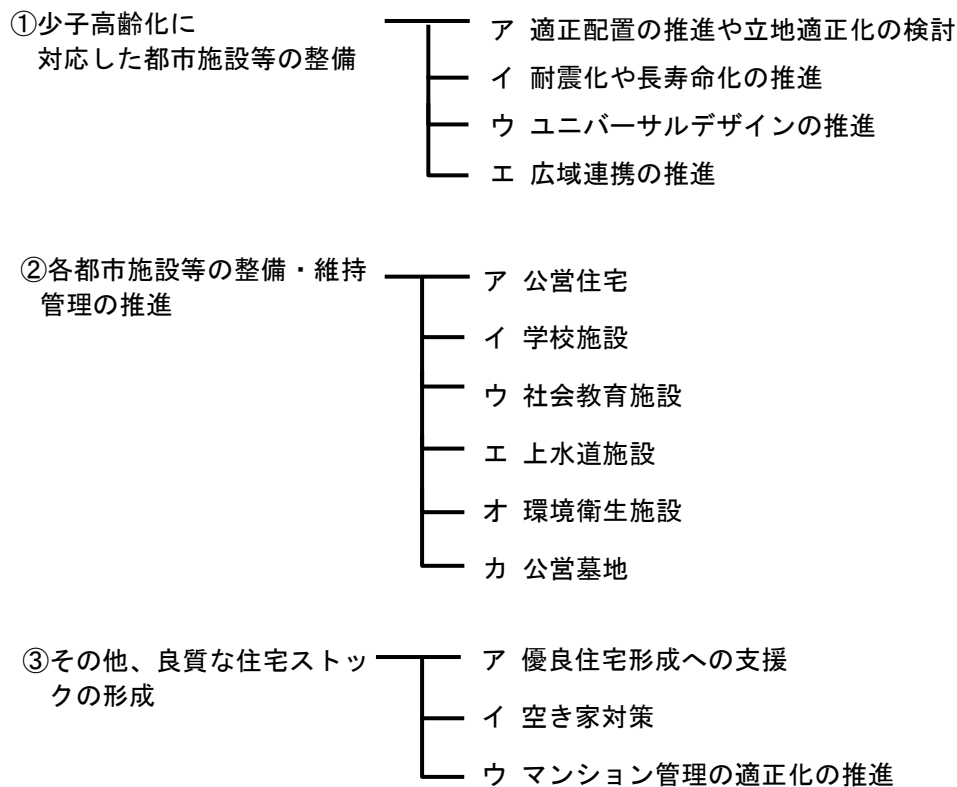 ①少子高齢化に
対応した都市施設等の整備
ア 適正配置の推進や立地適正化の検討
イ 耐震化や長寿命化の推進
ウ ユニバーサルデザインの推進
エ 広域連携の推進
②各都市施設等の整備・維持
管理の推進
ア 公営住宅
イ 学校施設
ウ 社会教育施設
エ 上水道施設
オ 環境衛生施設
カ 公営墓地
③その他、良質な住宅ストッ
クの形成
ア 優良住宅形成への支援
イ 空き家対策
ウ マンション管理の適正化の推進